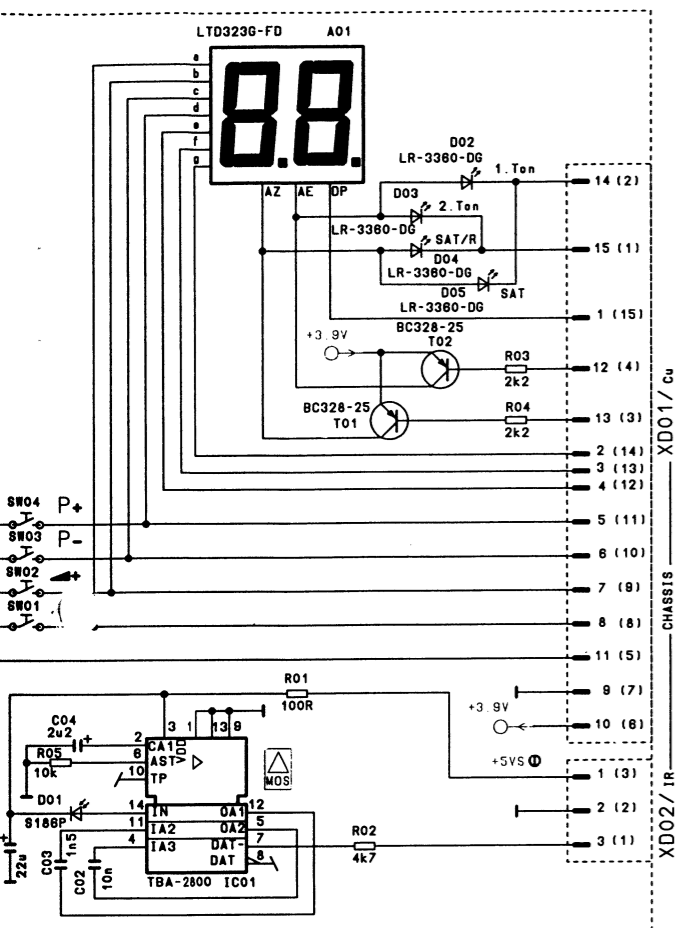 LTD323G-FD A01
a
b
c
d
e
f
g
AZ AE DP
D02
LR-3360-DG
1.Ton
14 (2)
D03
2.Ton
LR-3360-DG
SAT/R
15 (1)
D04
LR-3360-DG
D05 SAT
LR-3360-DG
1 (15)
BC328-25
T02
+3.9V
R03
2k2
12 (4)
BC328-25
T01
R04
2k2
13 (3)
2 (14)
3 (13)
4 (12)
SW04 P+
5 (11)
SW03 P-
6 (10)
SW02 +
7 (9)
SW01
8 (8)
11 (5)
R01
100R
9 (7)
+3.9V
10 (6)
XD01/Cu
CHASSIS
XD02/IR
+5VS
1 (3)
2 (2)
3 (1)
C04
2u2
+
R05
10k
2 CA1
6 AST
10 TP
3 1 13 9
VDD
MOS
D01
S186P
14 IN
11 IA2
4 IA3
OA1 12
OA2 5
DAT- 7
DAT 8
TBA-2800 IC01
R02
4k7
+
22u
C03
1n5
C02
10n